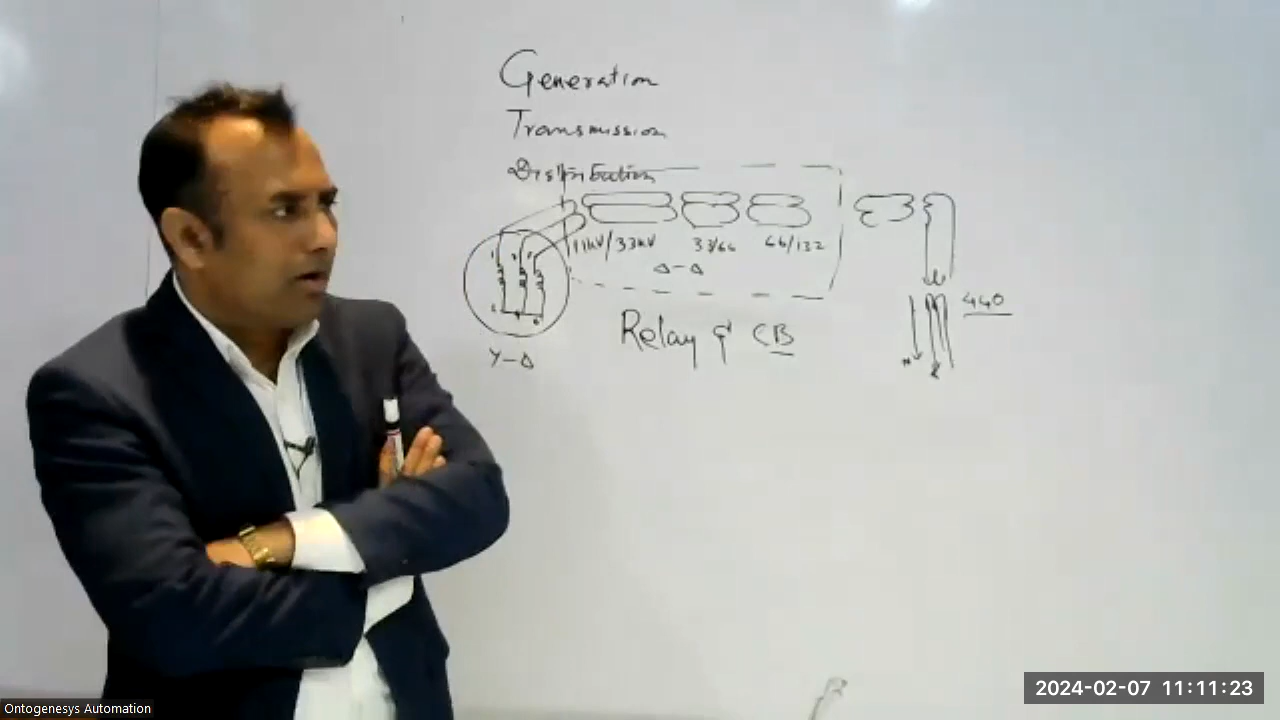 Generation
Transmission
Distribution
11kV/33kV 33/66 66/132
Δ-Δ
440
Relay & CB
Y-Δ
Ontogenesys Automation
2024-02-07 11:11:23